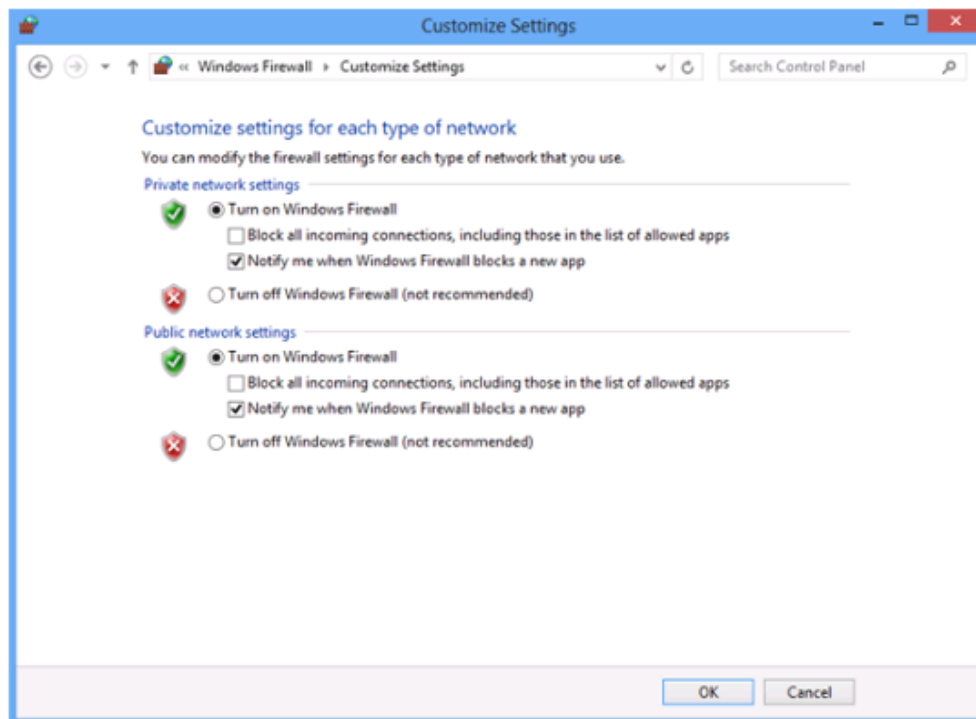 Customize Settings
« Windows Firewall ▸ Customize Settings
Search Control Panel
Customize settings for each type of network
You can modify the firewall settings for each type of network that you use.
Private network settings
Turn on Windows Firewall
Block all incoming connections, including those in the list of allowed apps
Notify me when Windows Firewall blocks a new app
Turn off Windows Firewall (not recommended)
Public network settings
Turn on Windows Firewall
Block all incoming connections, including those in the list of allowed apps
Notify me when Windows Firewall blocks a new app
Turn off Windows Firewall (not recommended)
OK
Cancel